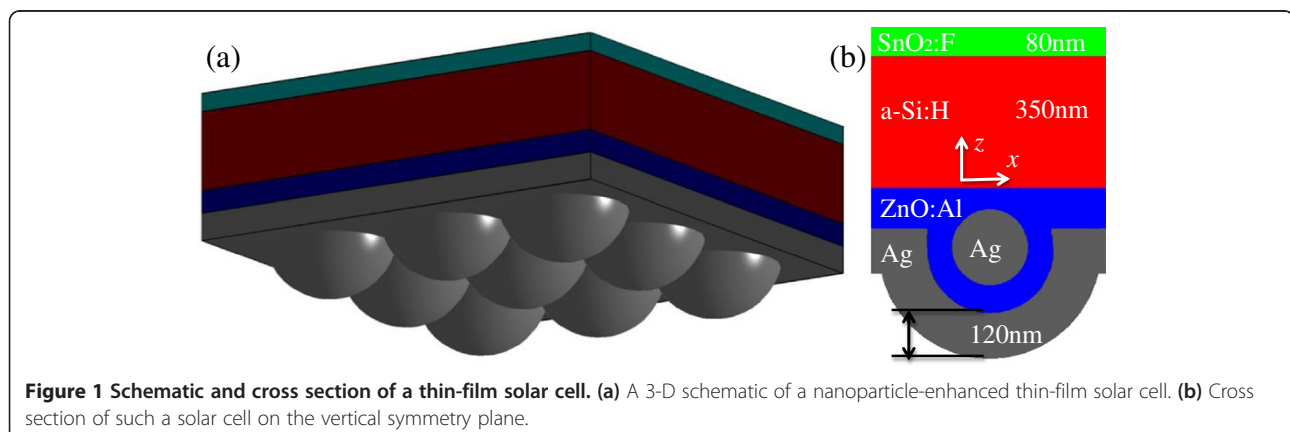 (a)
(b)
SnO2:F 80nm
a-Si:H 350nm
z
x
ZnO:Al
Ag
Ag
120nm
Figure 1 Schematic and cross section of a thin-film solar cell. (a) A 3-D schematic of a nanoparticle-enhanced thin-film solar cell. (b) Cross
section of such a solar cell on the vertical symmetry plane.